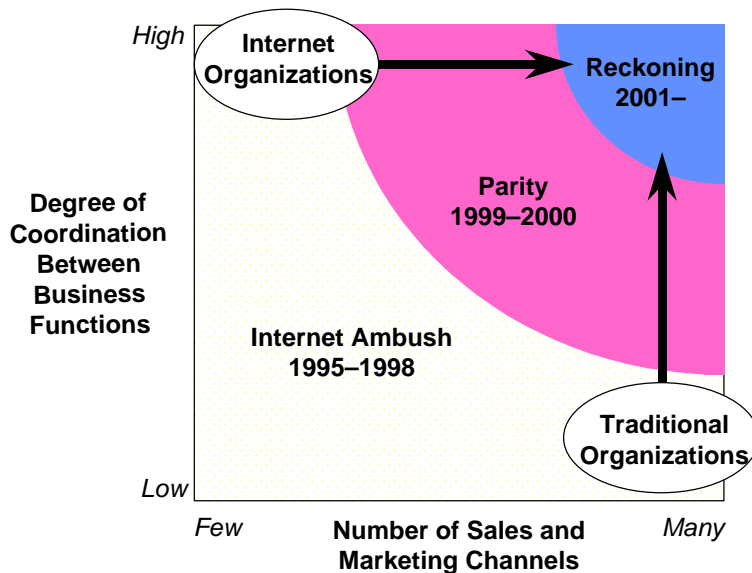 High
Internet
Organizations
Reckoning
2001–
Parity
1999–2000
Degree of
Coordination
Between
Business
Functions
Internet Ambush
1995–1998
Traditional
Organizations
Low
Few
Number of Sales and
Marketing Channels
Many